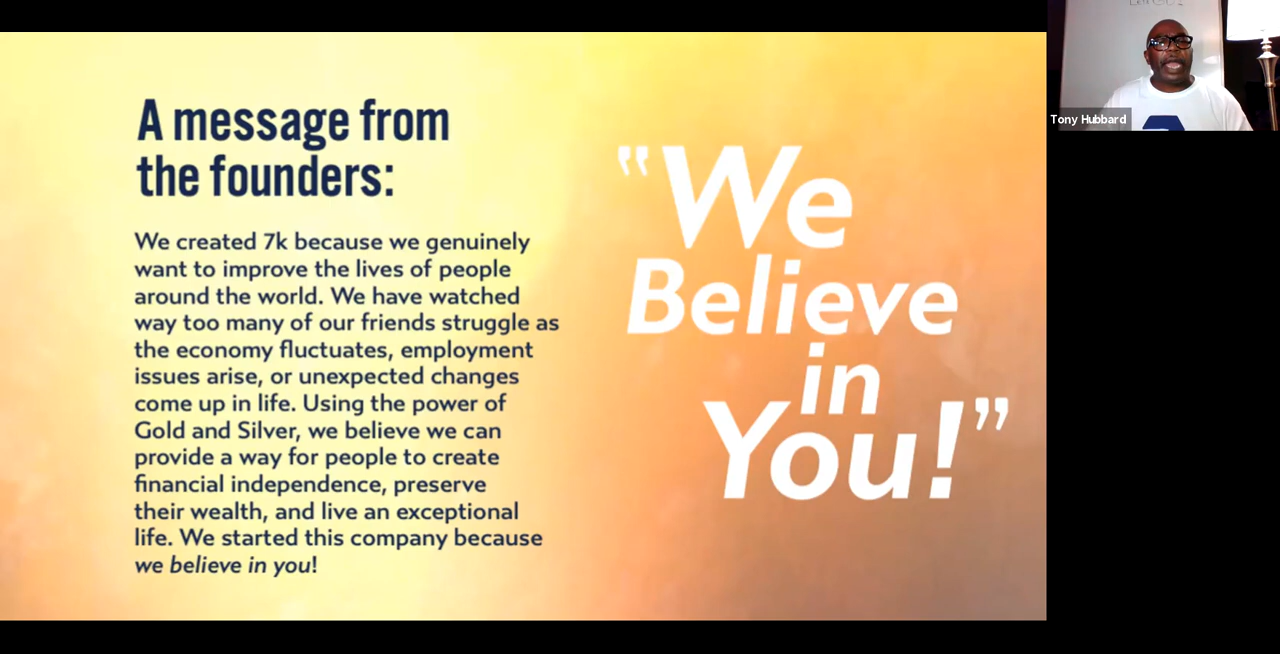 A message from
the founders:
We created 7k because we genuinely
want to improve the lives of people
around the world. We have watched
way too many of our friends struggle as
the economy fluctuates, employment
issues arise, or unexpected changes
come up in life. Using the power of
Gold and Silver, we believe we can
provide a way for people to create
financial independence, preserve
their wealth, and live an exceptional
life. We started this company because
we believe in you!
"We
Believe
in
You!"
Tony Hubbard